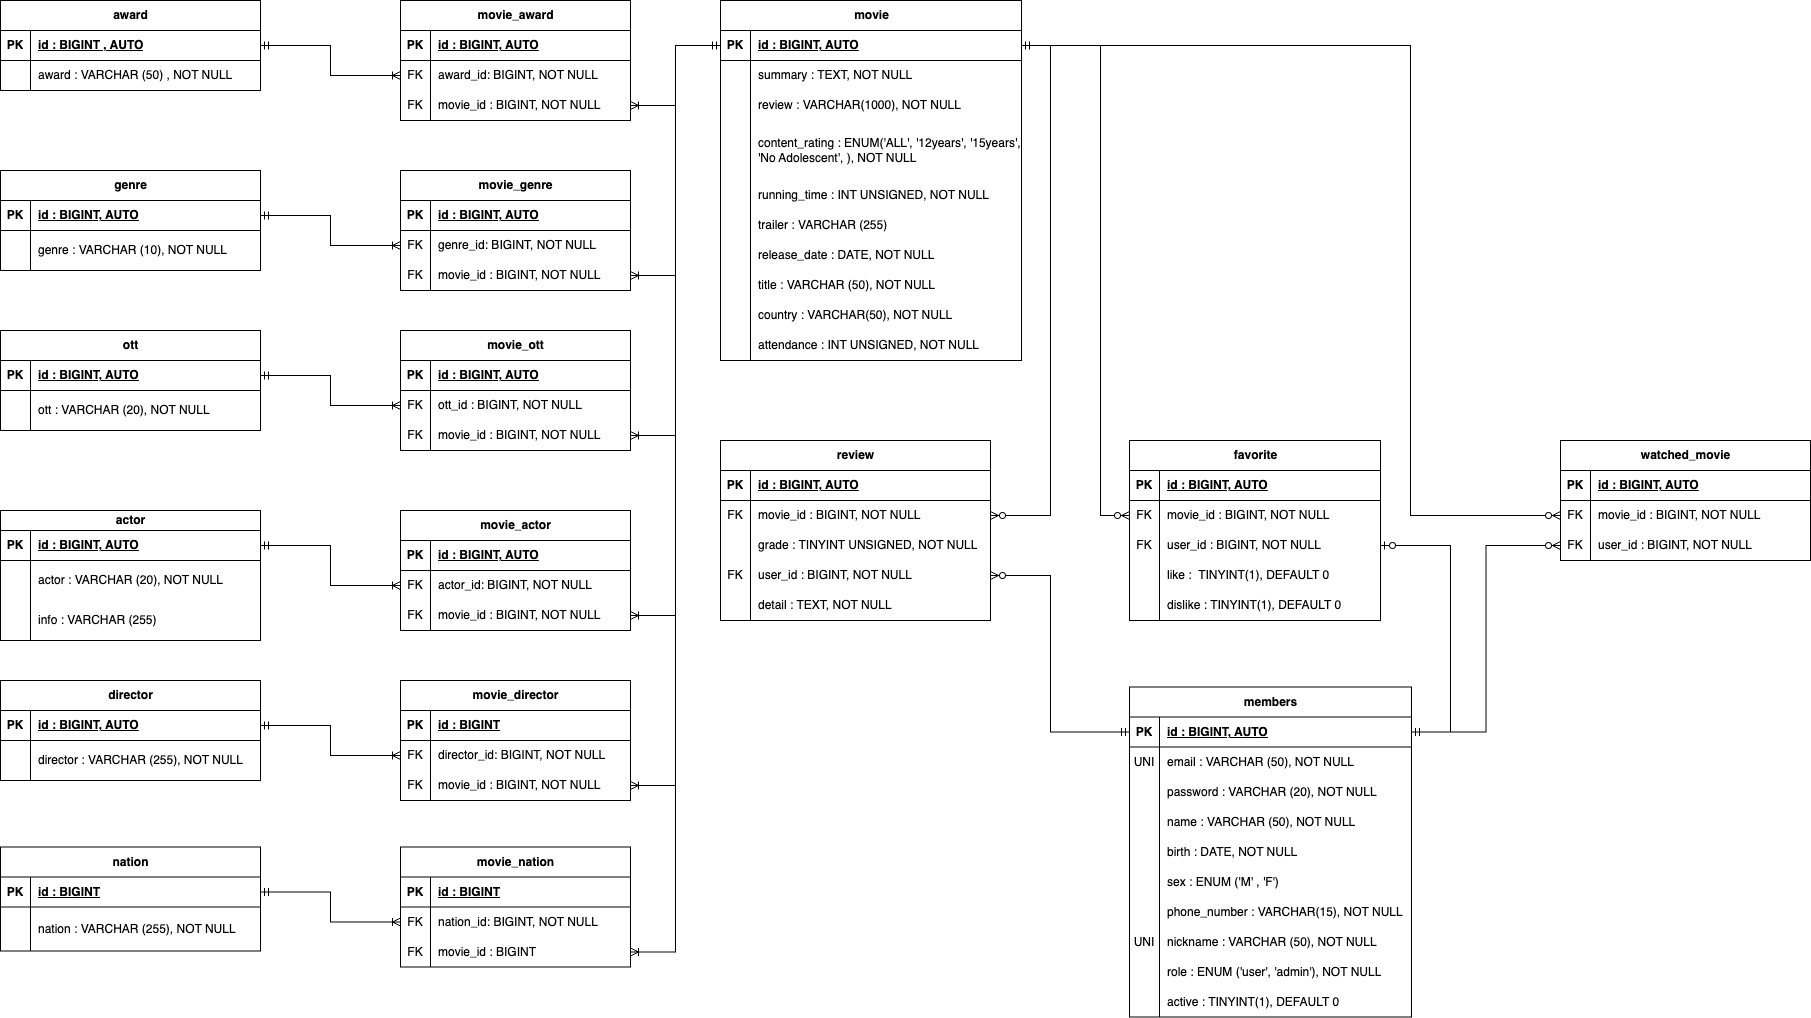 award
PK id : BIGINT , AUTO
award : VARCHAR (50) , NOT NULL
movie_award
PK id : BIGINT, AUTO
FK award_id: BIGINT, NOT NULL
FK movie_id : BIGINT, NOT NULL
movie
PK id : BIGINT, AUTO
summary : TEXT, NOT NULL
review : VARCHAR(1000), NOT NULL
content_rating : ENUM('ALL', '12years', '15years',
'No Adolescent', ), NOT NULL
running_time : INT UNSIGNED, NOT NULL
trailer : VARCHAR (255)
release_date : DATE, NOT NULL
title : VARCHAR (50), NOT NULL
country : VARCHAR(50), NOT NULL
attendance : INT UNSIGNED, NOT NULL
genre
PK id : BIGINT, AUTO
genre : VARCHAR (10), NOT NULL
movie_genre
PK id : BIGINT, AUTO
FK genre_id: BIGINT, NOT NULL
FK movie_id : BIGINT, NOT NULL
ott
PK id : BIGINT, AUTO
ott : VARCHAR (20), NOT NULL
movie_ott
PK id : BIGINT, AUTO
FK ott_id : BIGINT, NOT NULL
FK movie_id : BIGINT, NOT NULL
review
PK id : BIGINT, AUTO
FK movie_id : BIGINT, NOT NULL
grade : TINYINT UNSIGNED, NOT NULL
FK user_id : BIGINT, NOT NULL
detail : TEXT, NOT NULL
favorite
PK id : BIGINT, AUTO
FK movie_id : BIGINT, NOT NULL
FK user_id : BIGINT, NOT NULL
like : TINYINT(1), DEFAULT 0
dislike : TINYINT(1), DEFAULT 0
watched_movie
PK id : BIGINT, AUTO
FK movie_id : BIGINT, NOT NULL
FK user_id : BIGINT, NOT NULL
actor
PK id : BIGINT, AUTO
actor : VARCHAR (20), NOT NULL
info : VARCHAR (255)
movie_actor
PK id : BIGINT, AUTO
FK actor_id: BIGINT, NOT NULL
FK movie_id : BIGINT, NOT NULL
director
PK id : BIGINT, AUTO
director : VARCHAR (255), NOT NULL
movie_director
PK id : BIGINT
FK director_id: BIGINT, NOT NULL
FK movie_id : BIGINT, NOT NULL
members
PK id : BIGINT, AUTO
UNI email : VARCHAR (50), NOT NULL
password : VARCHAR (20), NOT NULL
name : VARCHAR (50), NOT NULL
birth : DATE, NOT NULL
sex : ENUM ('M' , 'F')
phone_number : VARCHAR(15), NOT NULL
UNI nickname : VARCHAR (50), NOT NULL
role : ENUM ('user', 'admin'), NOT NULL
active : TINYINT(1), DEFAULT 0
nation
PK id : BIGINT
nation : VARCHAR (255), NOT NULL
movie_nation
PK id : BIGINT
FK nation_id: BIGINT, NOT NULL
FK movie_id : BIGINT